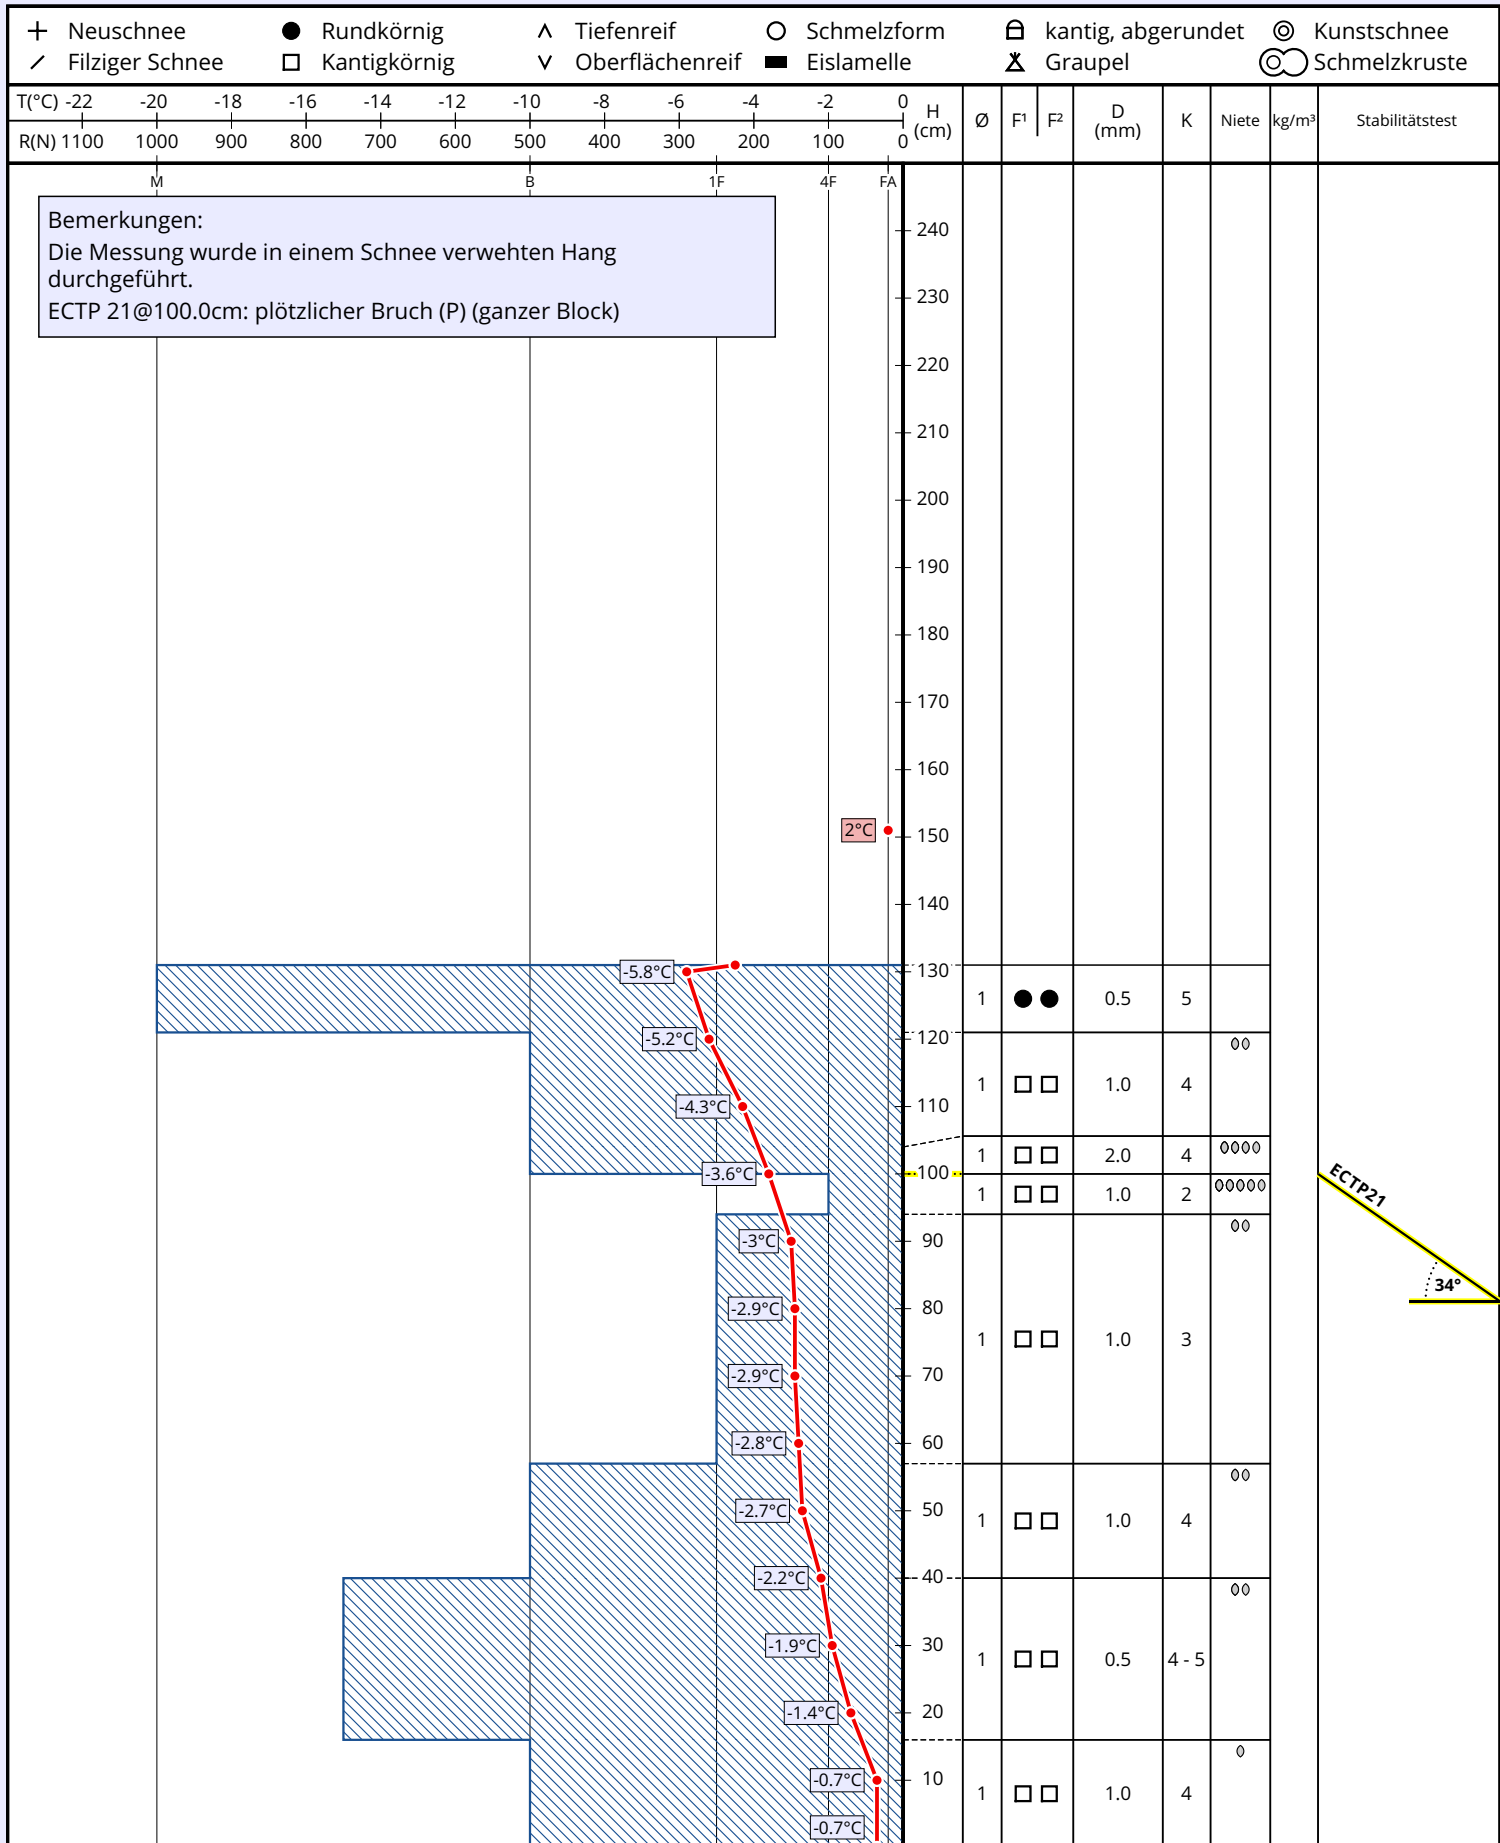 Neuschnee Rundkörnig Tiefenreif Schmelzform kantig, abgerundet Kunstschnee
Filziger Schnee Kantigkörnig Oberflächenreif Eislamelle Graupel Schmelzkruste
T(°C) -22 -20 -18 -16 -14 -12 -10 -8 -6 -4 -2 0
R(N) 1100 1000 900 800 700 600 500 400 300 200 100 0
H (cm) Ø F¹ F² D (mm) K Niete kg/m³ Stabilitätstest
M B 1F 4F FA
Bemerkungen:
Die Messung wurde in einem Schnee verwehten Hang
durchgeführt.
ECTP 21@100.0cm: plötzlicher Bruch (P) (ganzer Block)
240
230
220
210
200
190
180
170
160
2°C 150
140
-5.8°C 130
1 0.5 5
-5.2°C 120
1 1.0 4
-4.3°C 110
1 2.0 4
-3.6°C 100
ECTP21
1 1.0 2
-3°C 90
34°
-2.9°C 80
1 1.0 3
-2.9°C 70
-2.8°C 60
-2.7°C 50
1 1.0 4
-2.2°C 40
-1.9°C 30
1 0.5 4 - 5
-1.4°C 20
-0.7°C 10
1 1.0 4
-0.7°C